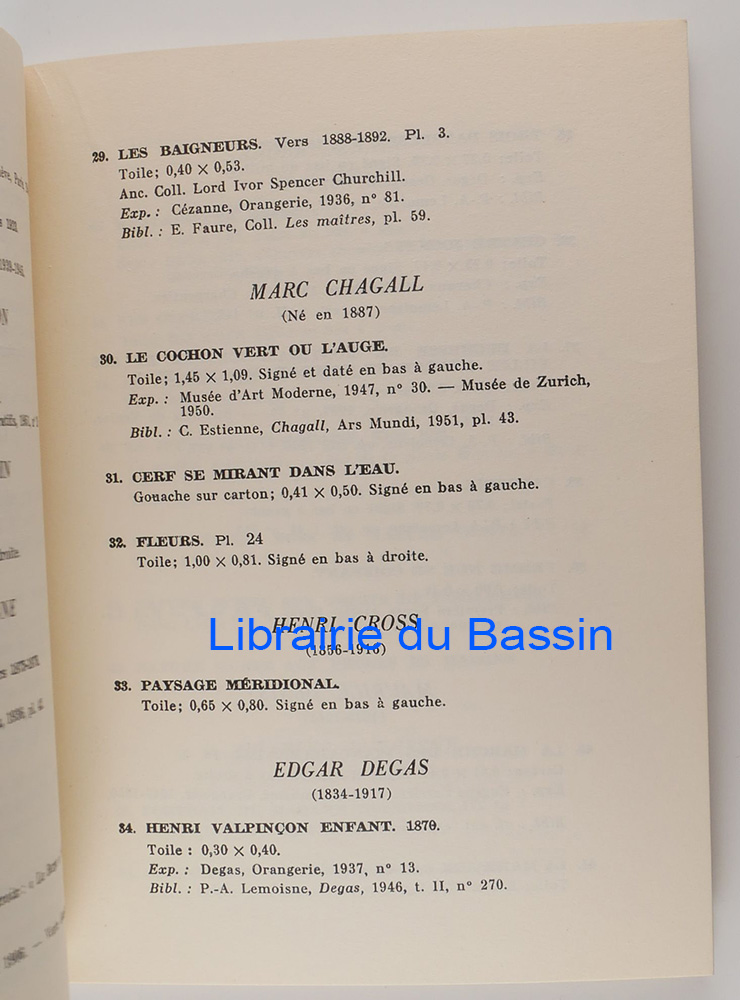 29. LES BAIGNEURS. Vers 1888-1892. Pl. 3.
Toile; 0,40 × 0,53.
Anc. Coll. Lord Ivor Spencer Churchill.
Exp. : Cézanne, Orangerie, 1936, n° 81.
Bibl. : E. Faure, Coll. Les maîtres, pl. 59.
MARC CHAGALL
(Né en 1887)
30. LE COCHON VERT OU L'AUGE.
Toile; 1,45 × 1,09. Signé et daté en bas à gauche.
Exp. : Musée d'Art Moderne, 1947, n° 30. — Musée de Zurich,
1950.
Bibl. : C. Estienne, Chagall, Ars Mundi, 1951, pl. 43.
31. CERF SE MIRANT DANS L'EAU.
Gouache sur carton; 0,41 × 0,50. Signé en bas à gauche.
32. FLEURS. Pl. 24
Toile; 1,00 × 0,81. Signé en bas à droite.
HENRI CROSS
Librairie du Bassin
(1856-1910)
33. PAYSAGE MÉRIDIONAL.
Toile; 0,65 × 0,80. Signé en bas à gauche.
EDGAR DEGAS
(1834-1917)
34. HENRI VALPINÇON ENFANT. 1870.
Toile : 0,30 × 0,40.
Exp. : Degas, Orangerie, 1937, n° 13.
Bibl. : P.-A. Lemoisne, Degas, 1946, t. II, n° 270.